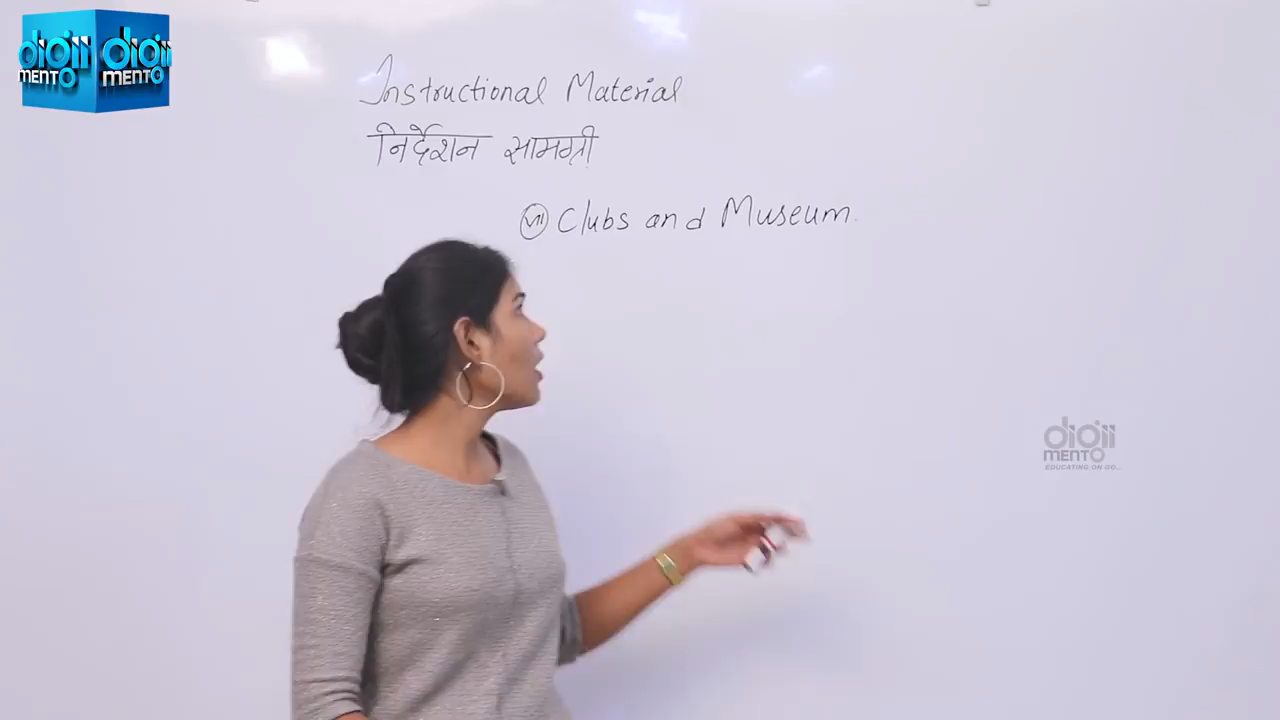 digii
MENTO
digii
MENTO
Instructional Material
निर्देशन सामग्री
VII Clubs and Museum.
digii
MENTO
EDUCATING ON GO...